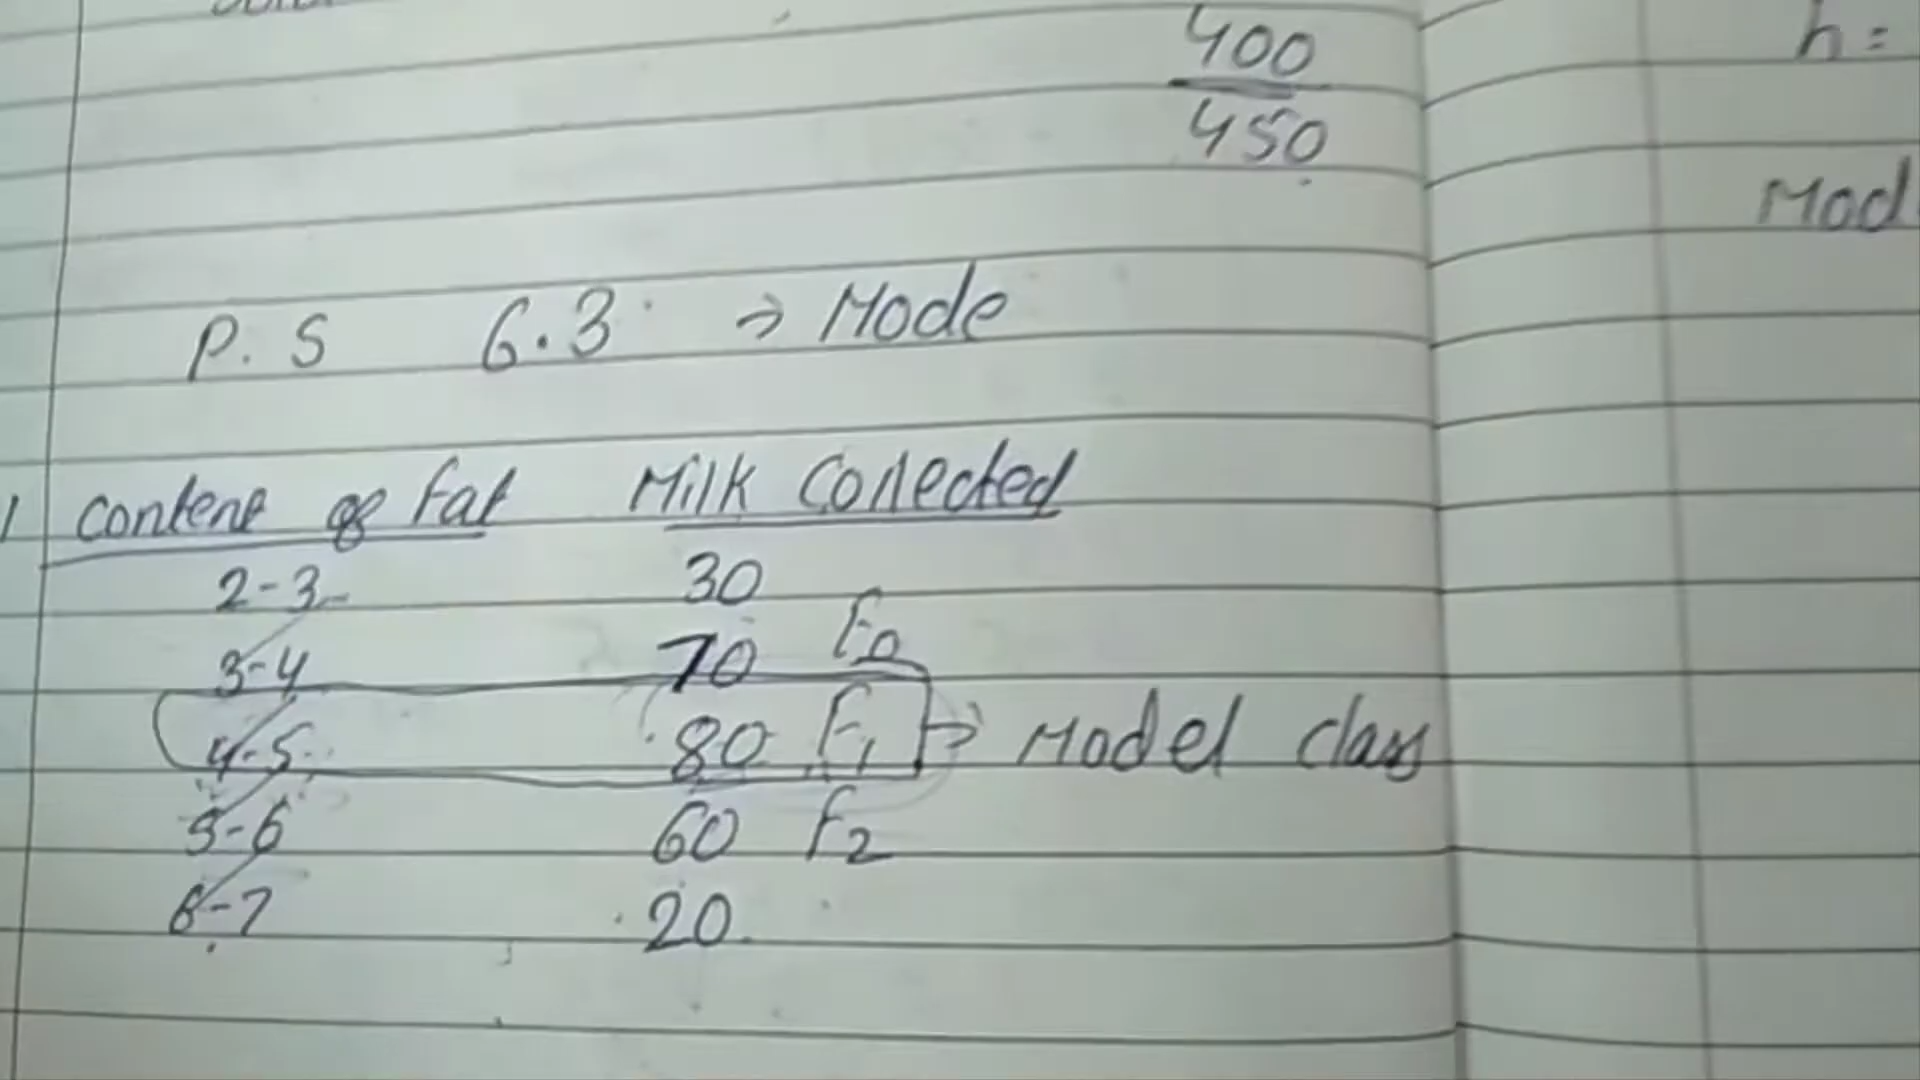 400
450
h =
Mod
P. S 6.3 → Mode
1 Content of Fat Milk Collected
2-3 30
3-4 70 F0
4-5 80 F1 → Model class
5-6 60 F2
6-7 20